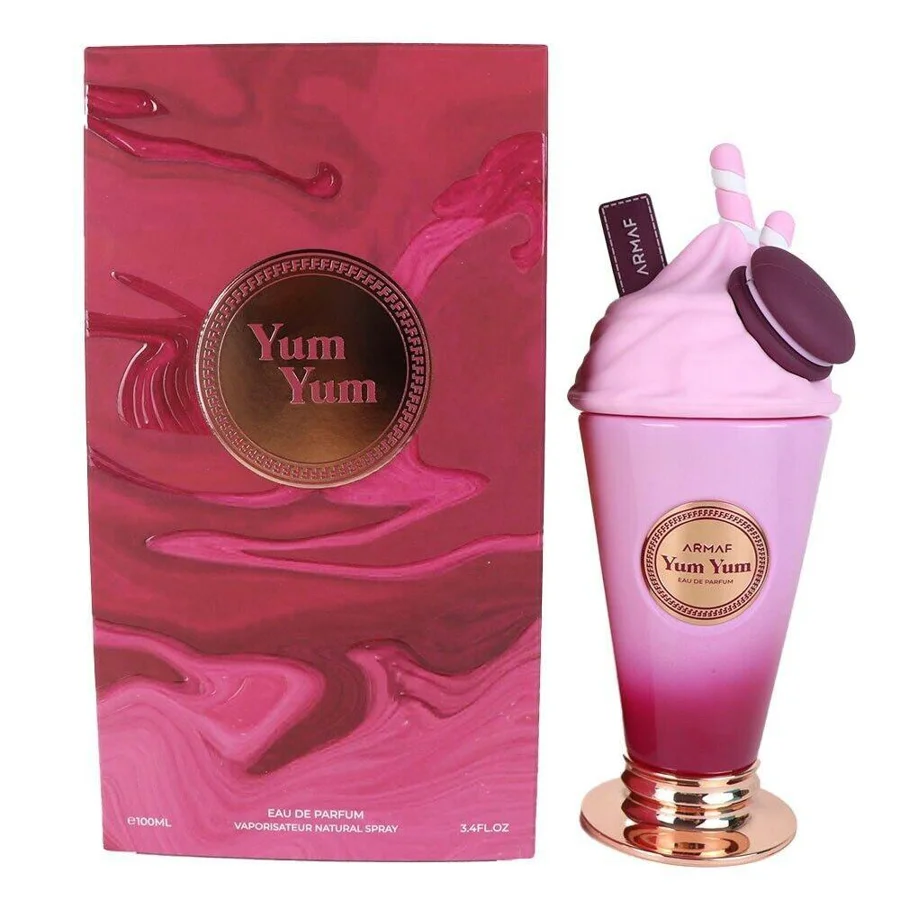 Yum
Yum
EAU DE PARFUM
VAPORISATEUR NATURAL SPRAY
e100ML
3.4FL.OZ
ARMAF
ARMAF
Yum Yum
EAU DE PARFUM